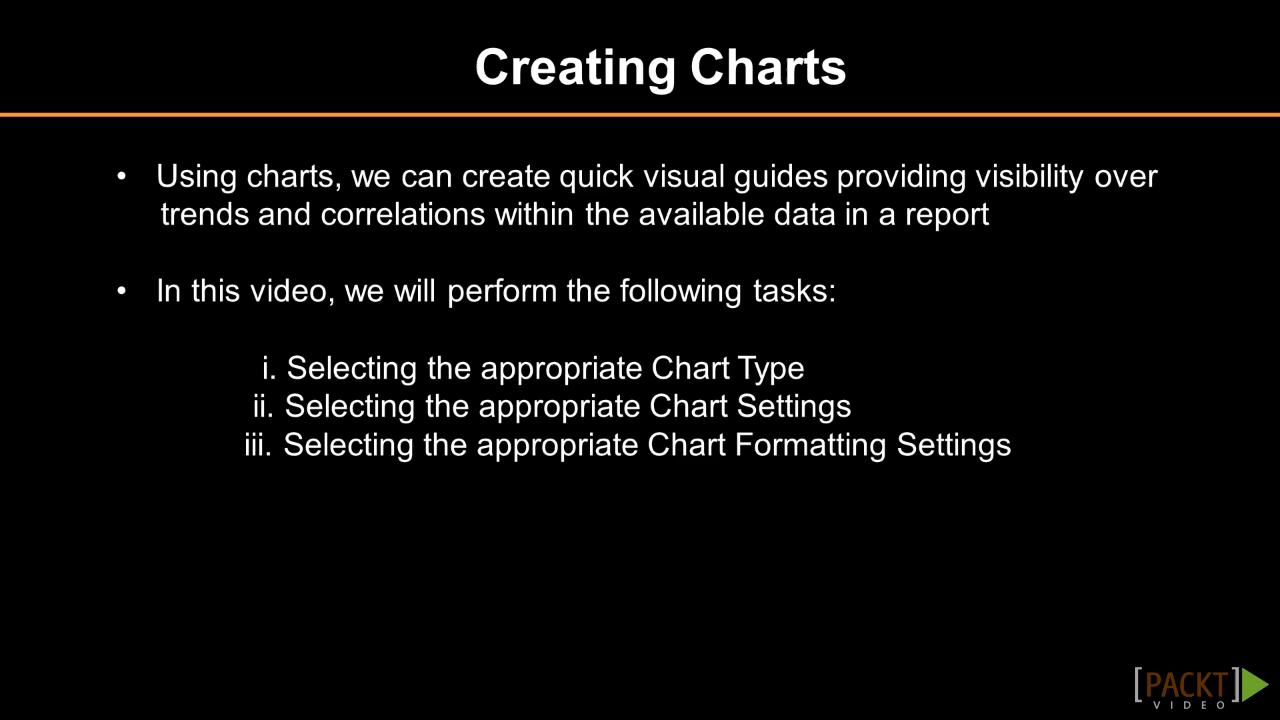 Creating Charts
• Using charts, we can create quick visual guides providing visibility over
trends and correlations within the available data in a report
• In this video, we will perform the following tasks:
i. Selecting the appropriate Chart Type
ii. Selecting the appropriate Chart Settings
iii. Selecting the appropriate Chart Formatting Settings
[PACKT]
VIDEO